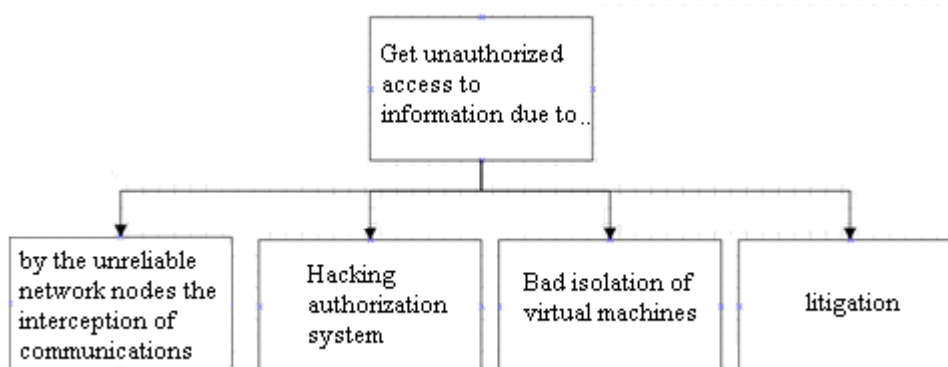 Get unauthorized
access to
information due to..
by the unreliable
network nodes the
interception of
communications
Hacking
authorization
system
Bad isolation of
virtual machines
litigation